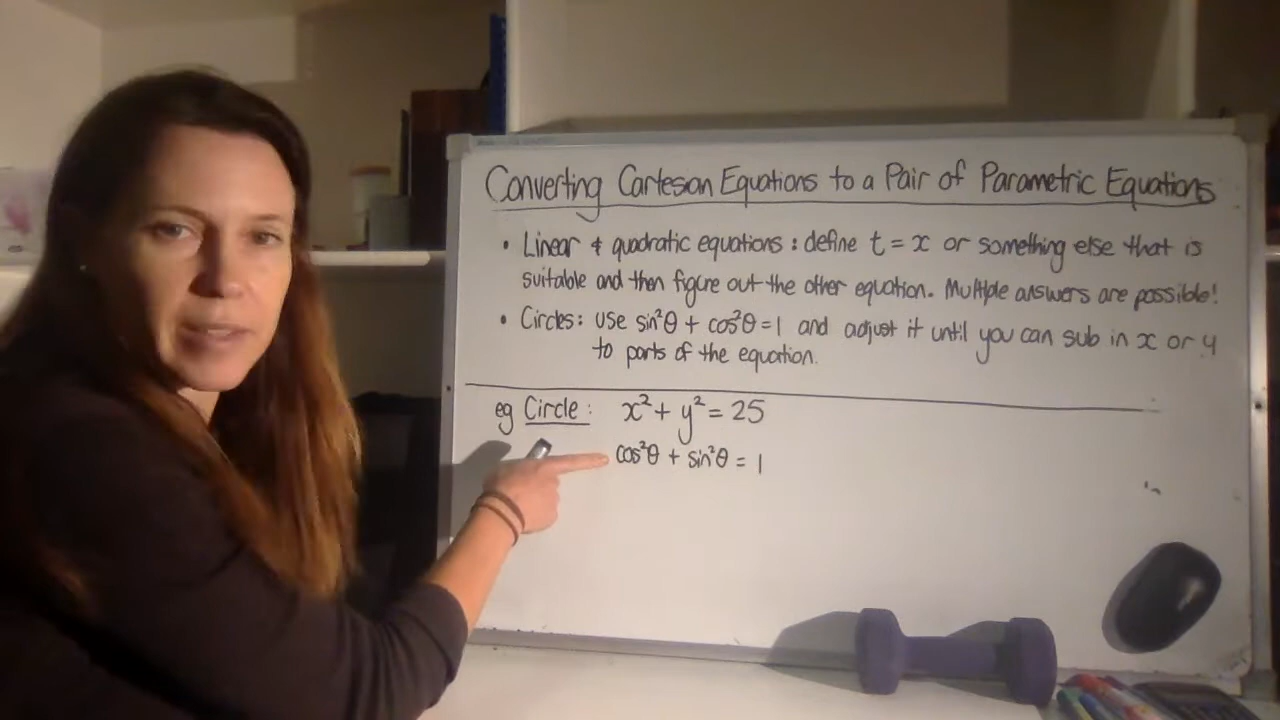 Converting Cartesian Equations to a Pair of Parametric Equations
• Linear & quadratic equations : define t = x or something else that is
suitable and then figure out the other equation. Multiple answers are possible!
• Circles: use sin²θ + cos²θ = 1 and adjust it until you can sub in x or y
to parts of the equation.
eg Circle : x² + y² = 25
cos²θ + sin²θ = 1